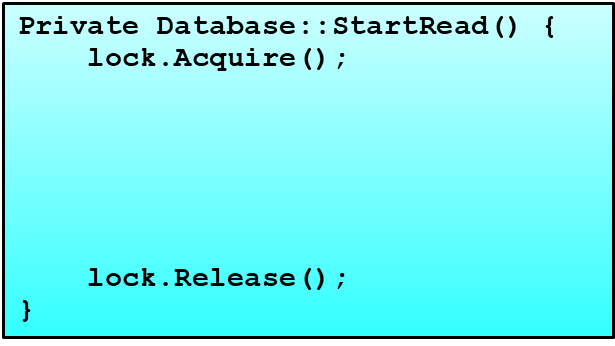 Private Database::StartRead() {
    lock.Acquire();
    lock.Release();
}